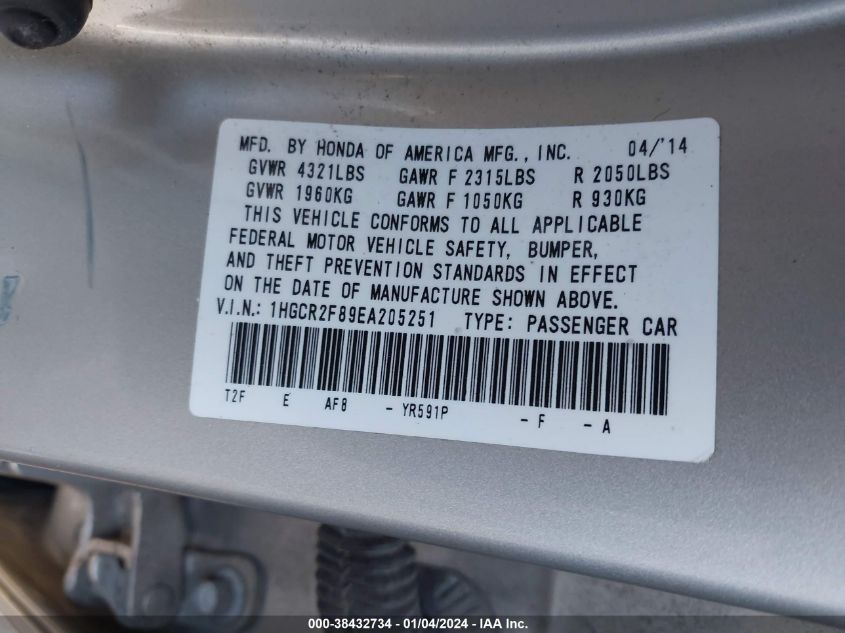 MFD. BY HONDA OF AMERICA MFG., INC. 04/'14
GVWR 4321LBS GAWR F 2315LBS R 2050LBS
GVWR 1960KG GAWR F 1050KG R 930KG
THIS VEHICLE CONFORMS TO ALL APPLICABLE
FEDERAL MOTOR VEHICLE SAFETY, BUMPER,
AND THEFT PREVENTION STANDARDS IN EFFECT
ON THE DATE OF MANUFACTURE SHOWN ABOVE.
V.I.N.: 1HGCR2F89EA205251 TYPE: PASSENGER CAR
T2F E AF8 - YR591P - F - A
000-38432734 - 01/04/2024 - IAA Inc.